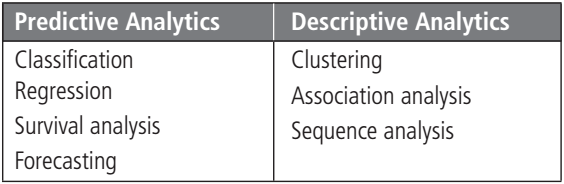 Predictive Analytics Descriptive Analytics
Classification Clustering
Regression Association analysis
Survival analysis Sequence analysis
Forecasting